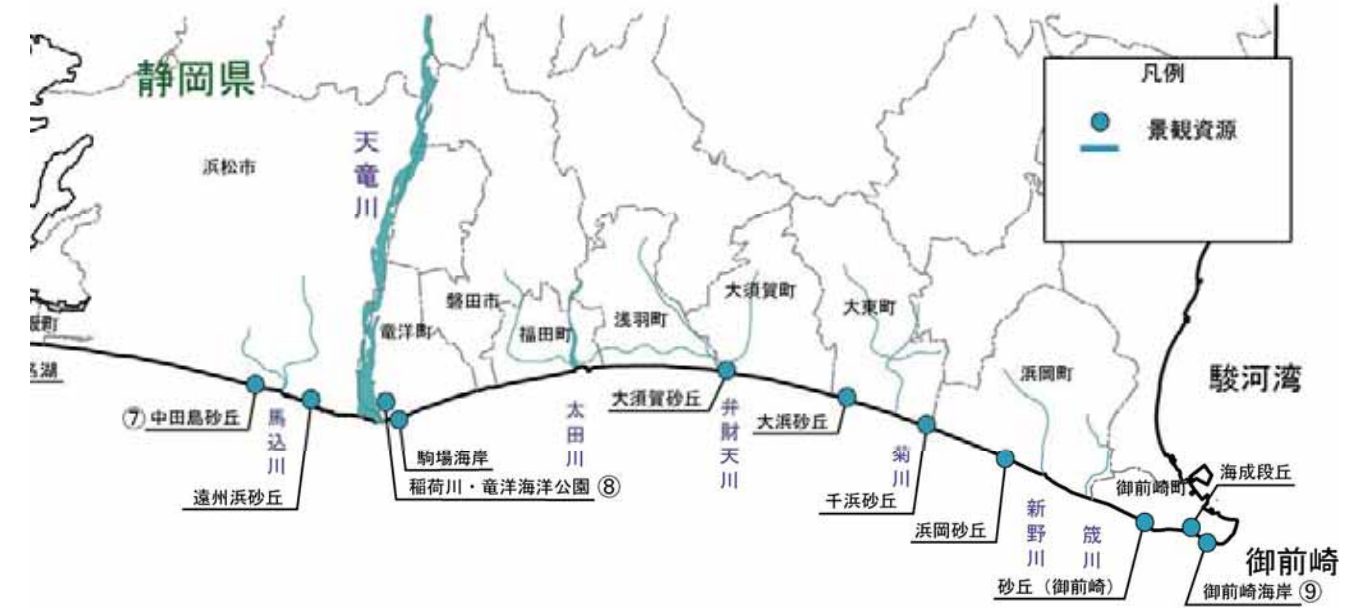 静岡県
凡例
景観資源
天竜川
浜松市
磐田市
竜洋町
福田町
浅羽町
大須賀町
大東町
浜岡町
駿河湾
御前崎町
海成段丘
名湖
⑦中田島砂丘
馬込川
遠州浜砂丘
駒場海岸
稲荷川・竜洋海洋公園⑧
太田川
大須賀砂丘
弁財天川
大浜砂丘
菊川
千浜砂丘
浜岡砂丘
新野川
筬川
砂丘（御前崎）
御前崎
御前崎海岸⑨